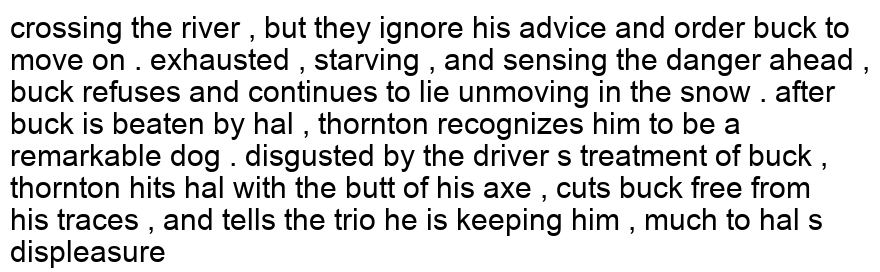 crossing the river , but they ignore his advice and order buck to
move on . exhausted , starving , and sensing the danger ahead ,
buck refuses and continues to lie unmoving in the snow . after
buck is beaten by hal , thornton recognizes him to be a
remarkable dog . disgusted by the driver s treatment of buck ,
thornton hits hal with the butt of his axe , cuts buck free from
his traces , and tells the trio he is keeping him , much to hal s
displeasure